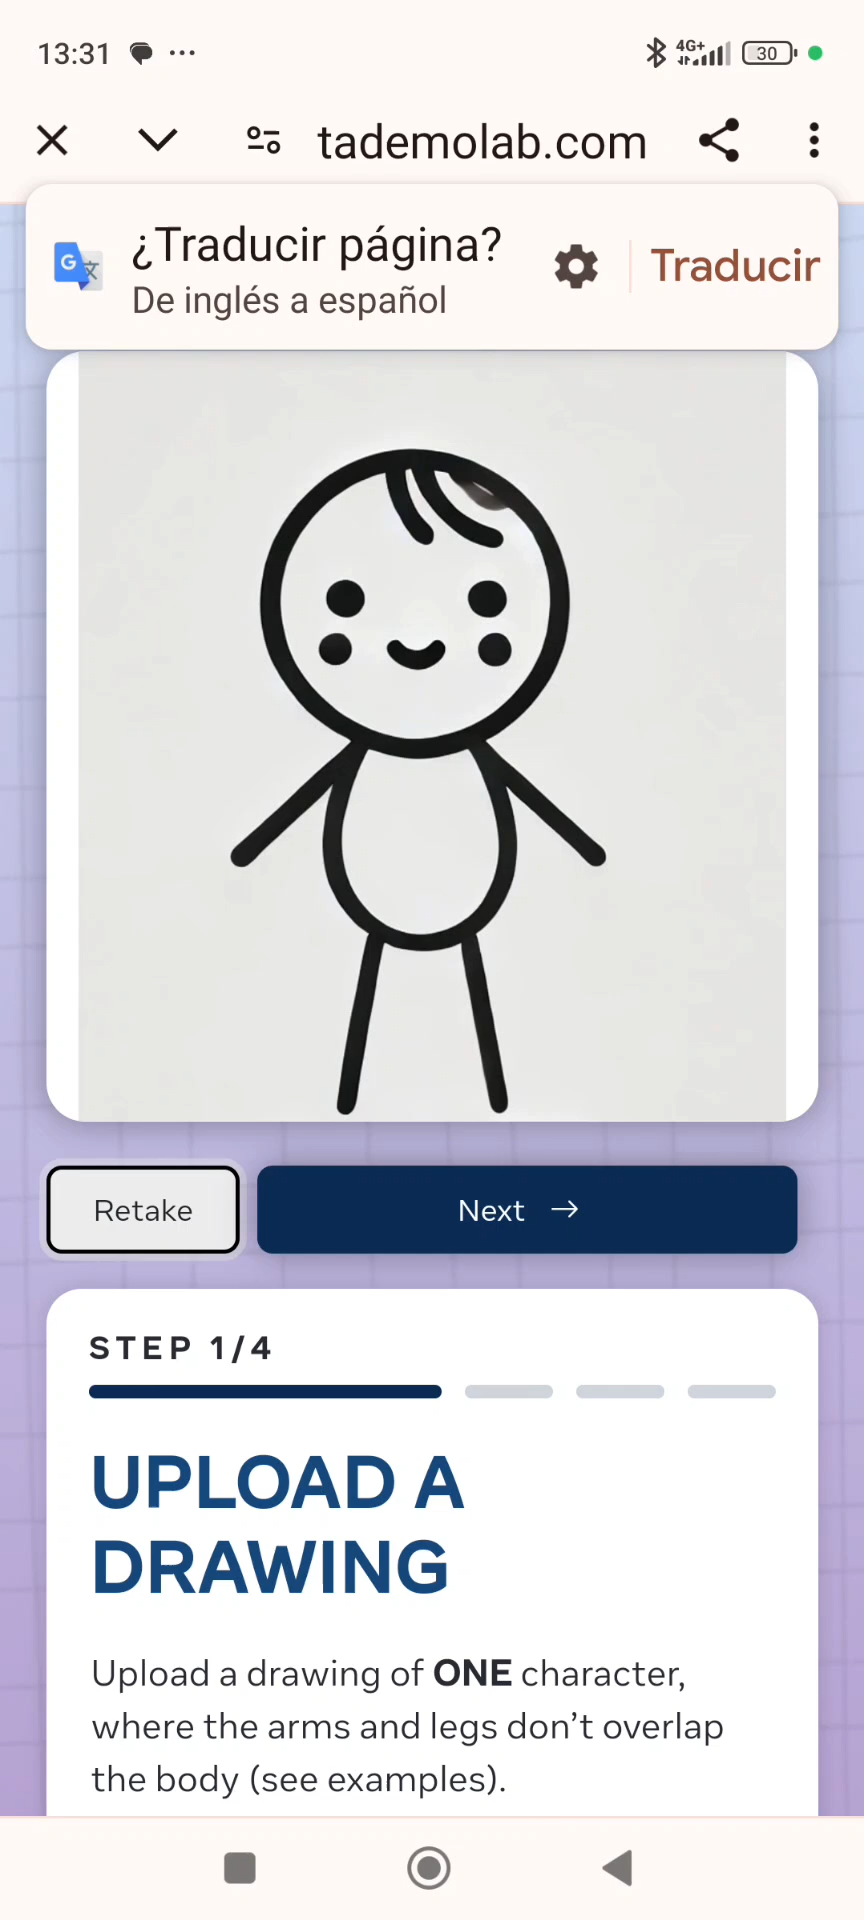 13:31
4G+
30
tademolab.com
¿Traducir página?
De inglés a español
Traducir
Retake
Next →
STEP 1/4
UPLOAD A
DRAWING
Upload a drawing of ONE character,
where the arms and legs don’t overlap
the body (see examples).